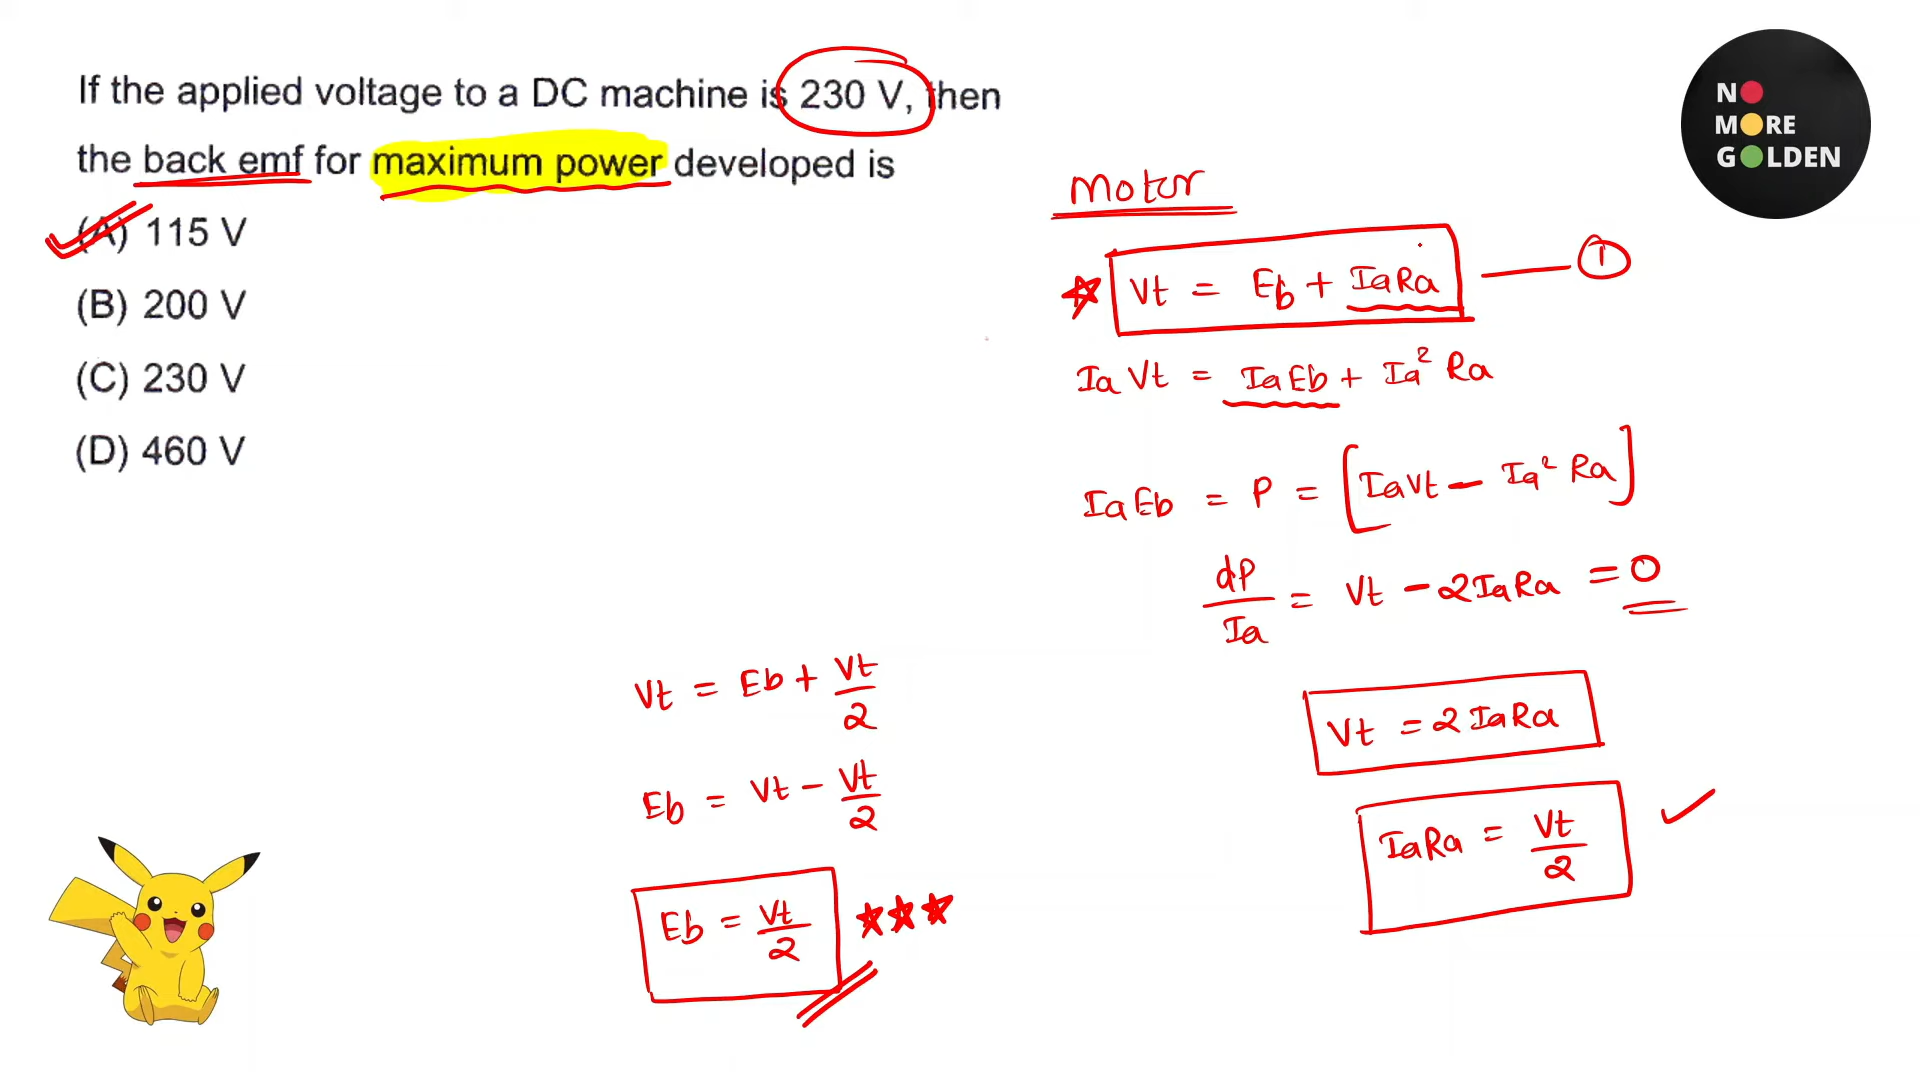 If the applied voltage to a DC machine is 230 V, then
the back emf for maximum power developed is
(A) 115 V
(B) 200 V
(C) 230 V
(D) 460 V
NO
MORE
GOLDEN
Motor
Vt = Eb + IaRa — 1
Ia Vt = IaEb + Ia² Ra
IaEb = P = [IaVt - Ia² Ra]
dP/Ia = Vt - 2IaRa = 0
Vt = 2IaRa
IaRa = Vt/2
Vt = Eb + Vt/2
Eb = Vt - Vt/2
Eb = Vt/2